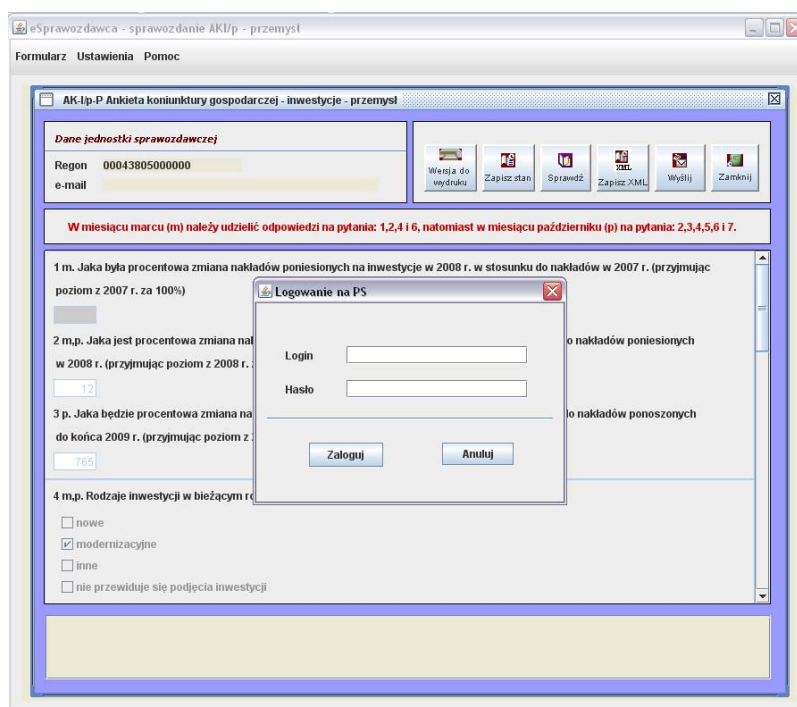 eSprawozdawca - sprawozdanie AKI/p - przemysł
Formularz Ustawienia Pomoc
AK-I/p-P Ankieta koniunktury gospodarczej - inwestycje - przemysł
Dane jednostki sprawozdawczej
Regon 00043805000000
e-mail
Wersja do wydruku
Zapisz stan
Sprawdź
XML
Zapisz XML
Wyślij
Zamknij
W miesiącu marcu (m) należy udzielić odpowiedzi na pytania: 1,2,4 i 6, natomiast w miesiącu październiku (p) na pytania: 2,3,4,5,6 i 7.
1 m. Jaka była procentowa zmiana nakładów poniesionych na inwestycje w 2008 r. w stosunku do nakładów w 2007 r. (przyjmując
poziom z 2007 r. za 100%)
2 m,p. Jaka jest procentowa zmiana nak o nakładów poniesionych
w 2008 r. (przyjmując poziom z 2008 r.
12
3 p. Jaka będzie procentowa zmiana na do nakładów ponoszonych
do końca 2009 r. (przyjmując poziom z
765
4 m,p. Rodzaje inwestycji w bieżącym ro
nowe
modernizacyjne
inne
nie przewiduje się podjęcia inwestycji
Logowanie na PS
Login
Hasło
Zaloguj Anuluj